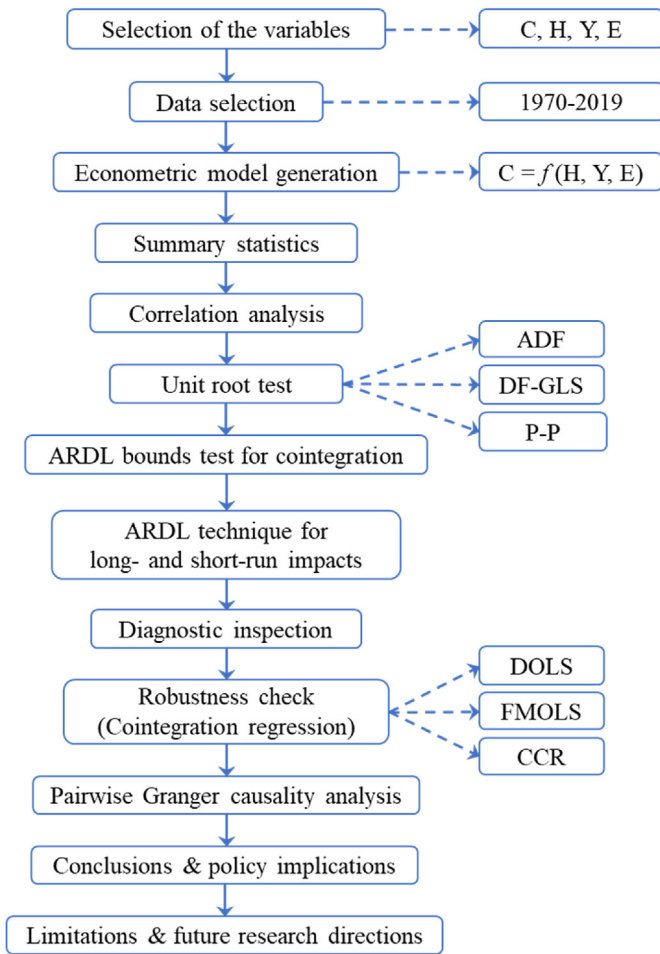 Selection of the variables
C, H, Y, E
Data selection
1970-2019
Econometric model generation
C = f (H, Y, E)
Summary statistics
Correlation analysis
Unit root test
ADF
DF-GLS
P-P
ARDL bounds test for cointegration
ARDL technique for
long- and short-run impacts
Diagnostic inspection
Robustness check
(Cointegration regression)
DOLS
FMOLS
CCR
Pairwise Granger causality analysis
Conclusions & policy implications
Limitations & future research directions